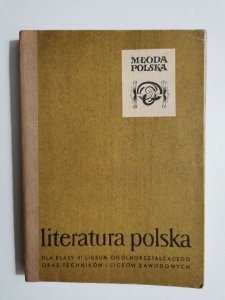 MŁODA
POLSKA
literatura polska
DLA KLASY III LICEUM OGÓLNOKSZTAŁCĄCEGO
ORAZ TECHNIKÓW I LICEÓW ZAWODOWYCH